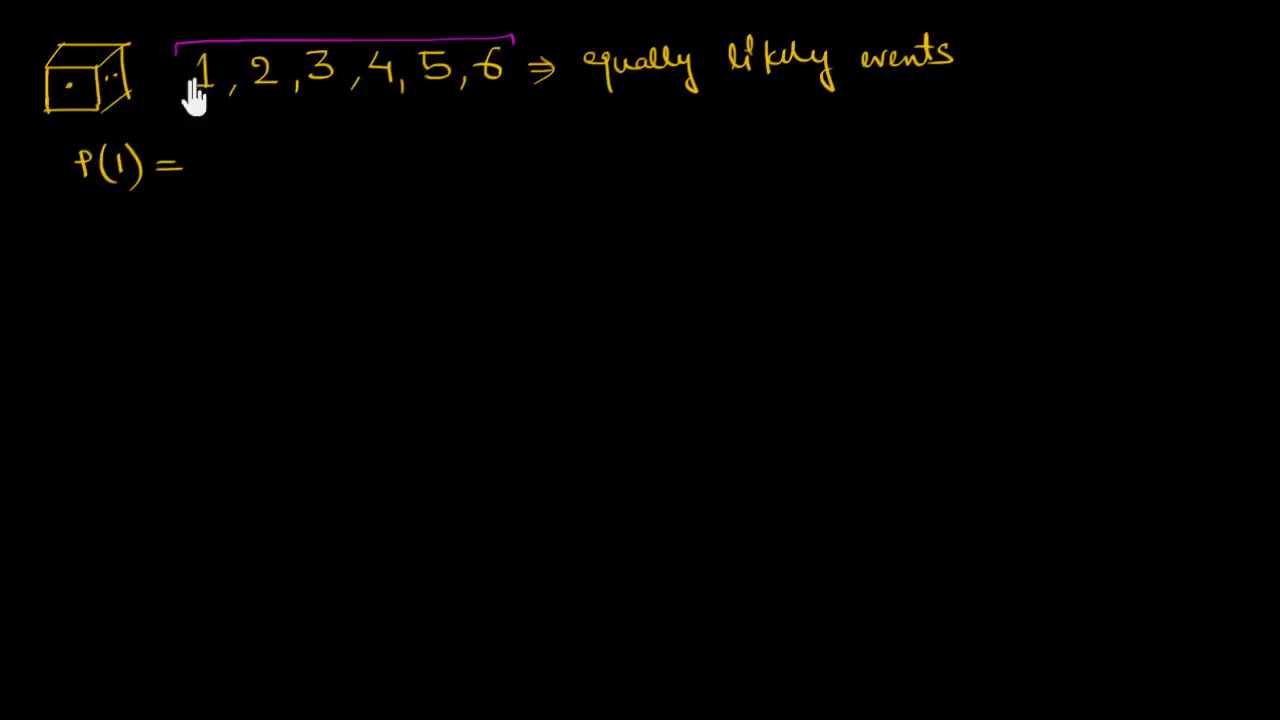 1, 2, 3, 4, 5, 6 ⇒ equally likely events
P(1) =